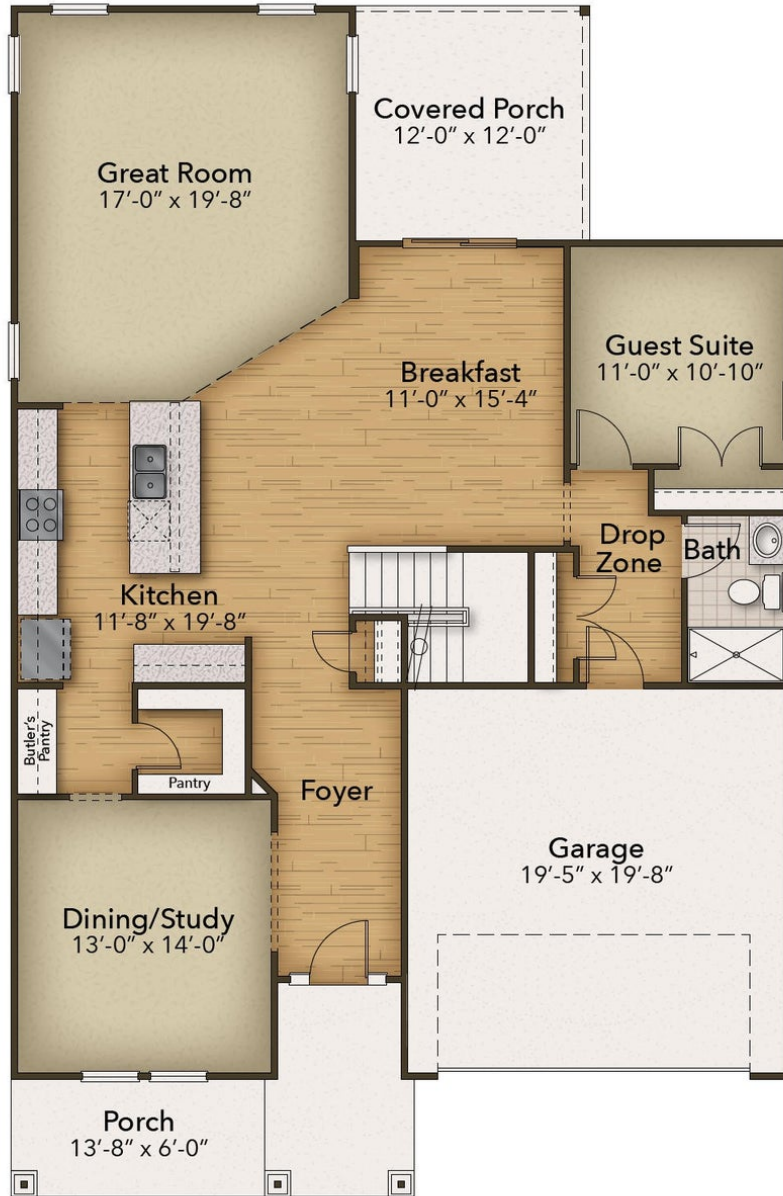 Covered Porch
12'-0” x 12'-0”
Great Room
17'-0” x 19'-8”
Guest Suite
11'-0” x 10'-10”
Breakfast
11'-0” x 15'-4”
Drop
Zone
Bath
Kitchen
11'-8” x 19'-8”
Butler's
Pantry
Pantry
Foyer
Garage
19'-5” x 19'-8”
Dining/Study
13'-0” x 14'-0”
Porch
13'-8” x 6'-0”